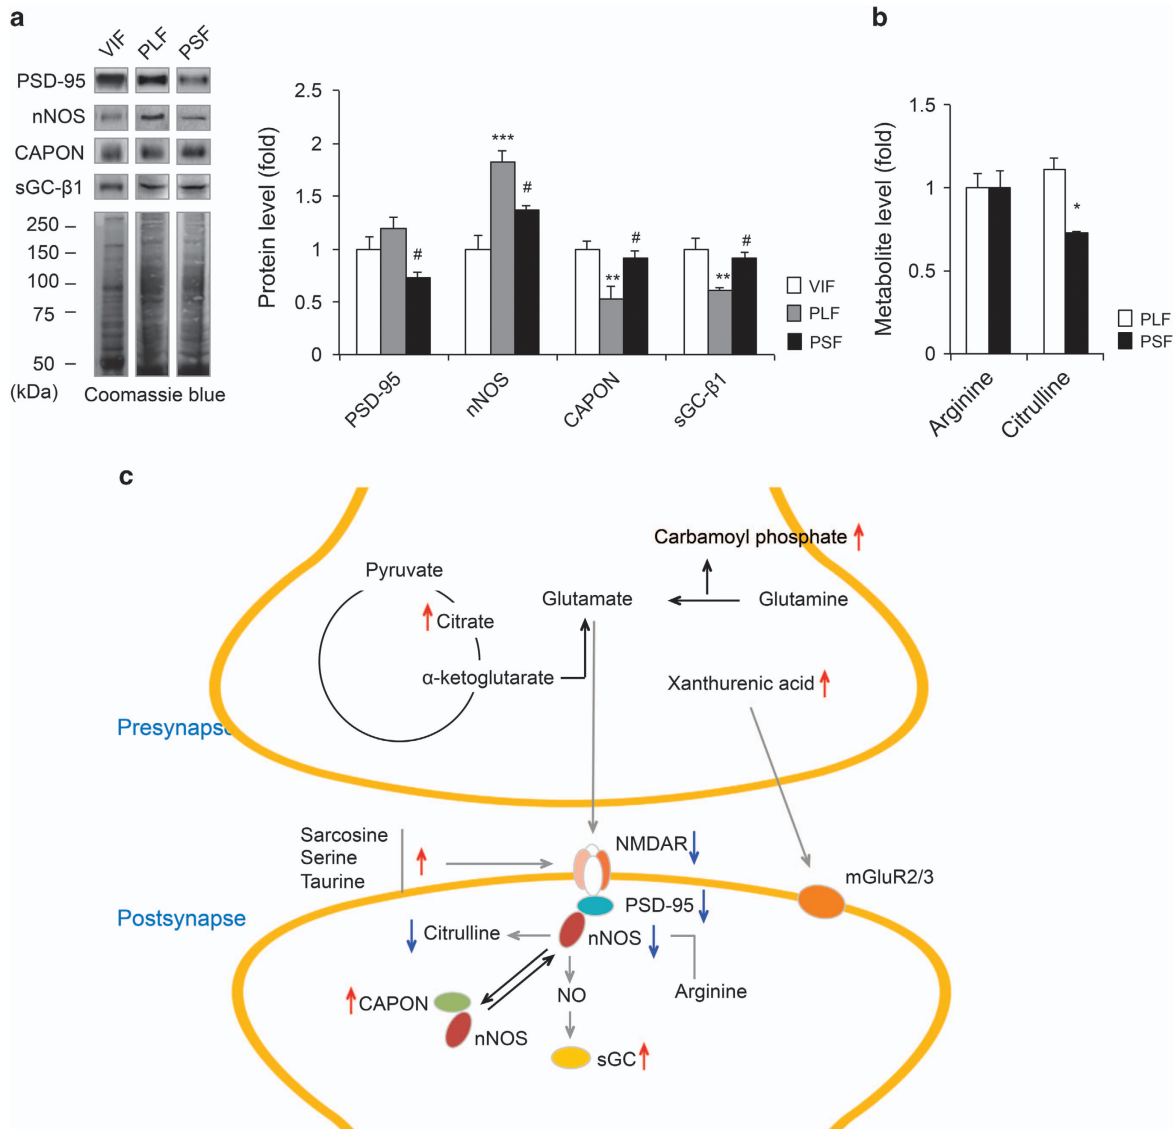 a
VIF PLF PSF
PSD-95
nNOS
CAPON
sGC-β1
250
150
100
75
50
(kDa)
Coomassie blue
Protein level (fold)
2.5
2
1.5
1
0.5
0
***
#
#
**
#
**
#
VIF
PLF
PSF
PSD-95
nNOS
CAPON
sGC-β1
b
Metabolite level (fold)
1.5
1
0.5
0
*
PLF
PSF
Arginine
Citrulline
c
Carbamoyl phosphate
Pyruvate
Glutamate
Glutamine
Citrate
α-ketoglutarate
Xanthurenic acid
Presynapse
Sarcosine
Serine
Taurine
NMDAR
mGluR2/3
Postsynapse
PSD-95
Citrulline
nNOS
Arginine
NO
CAPON
nNOS
sGC